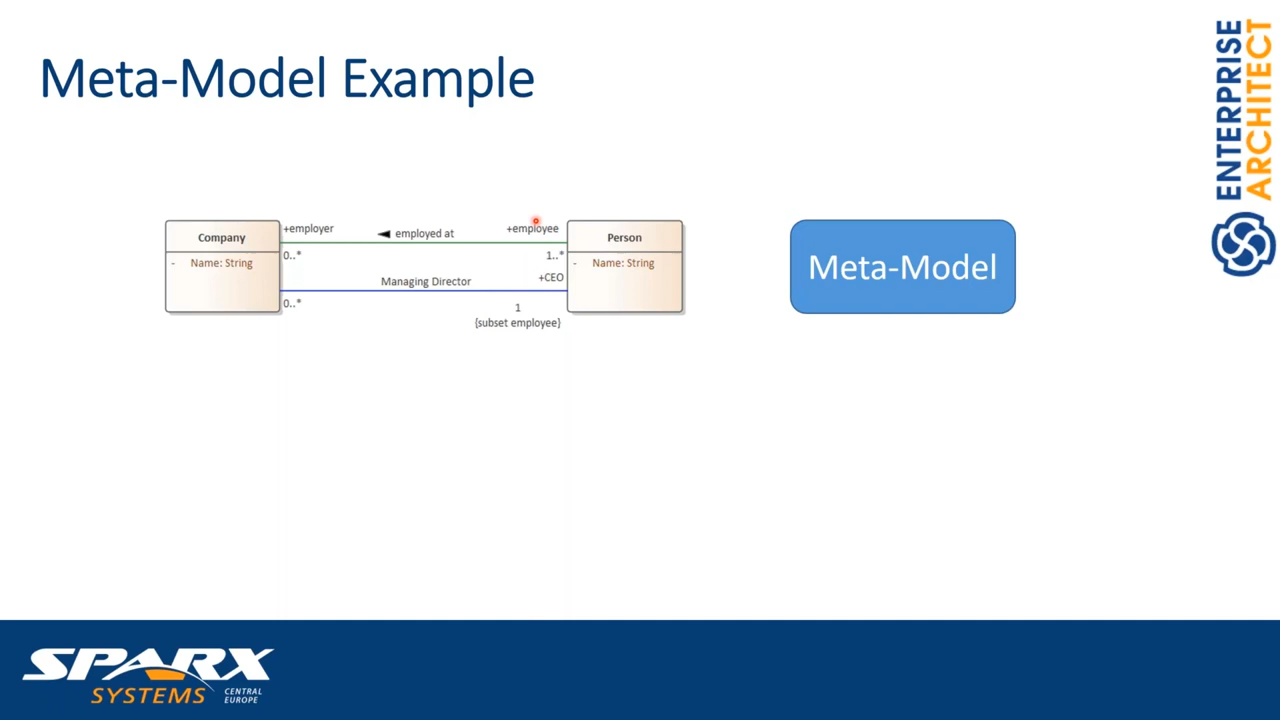 Meta-Model Example
ENTERPRISE
ARCHITECT
Company
- Name: String
+employer
0..*
employed at
+employee
1..*
Managing Director
+CEO
0..*
1
{subset employee}
Person
- Name: String
Meta-Model
SPARX
SYSTEMS
CENTRAL
EUROPE